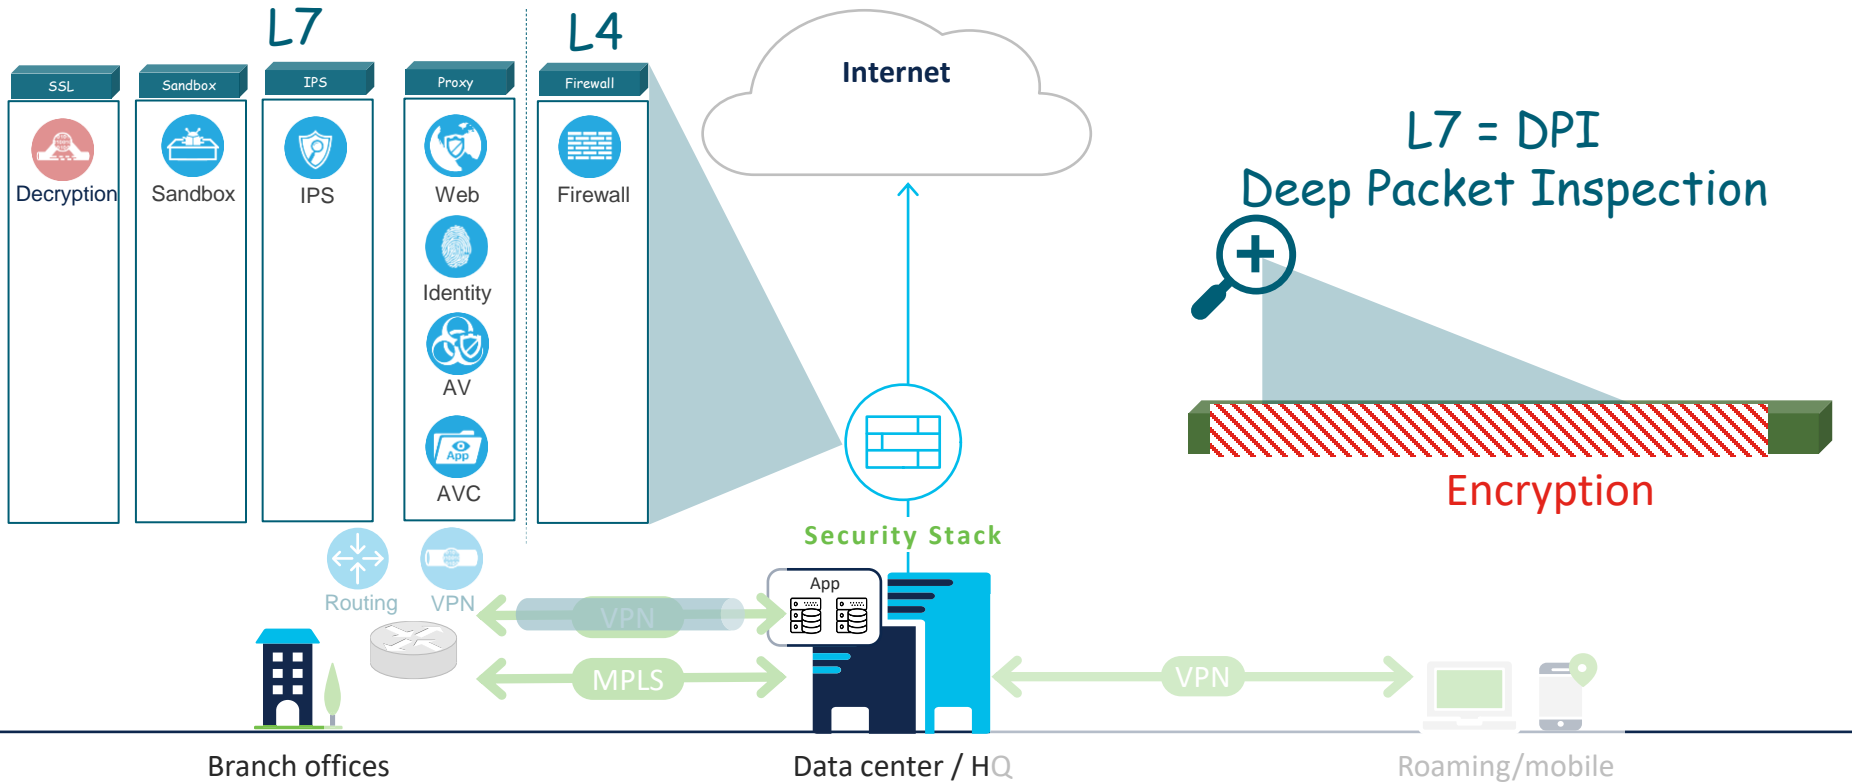 L7
L4
SSL
Sandbox
IPS
Proxy
Firewall
Decryption
Sandbox
IPS
Web
Identity
AV
App
AVC
Firewall
Internet
L7 = DPI
Deep Packet Inspection
Encryption
Security Stack
Routing
VPN
VPN
MPLS
App
VPN
Branch offices
Data center / HQ
Roaming/mobile